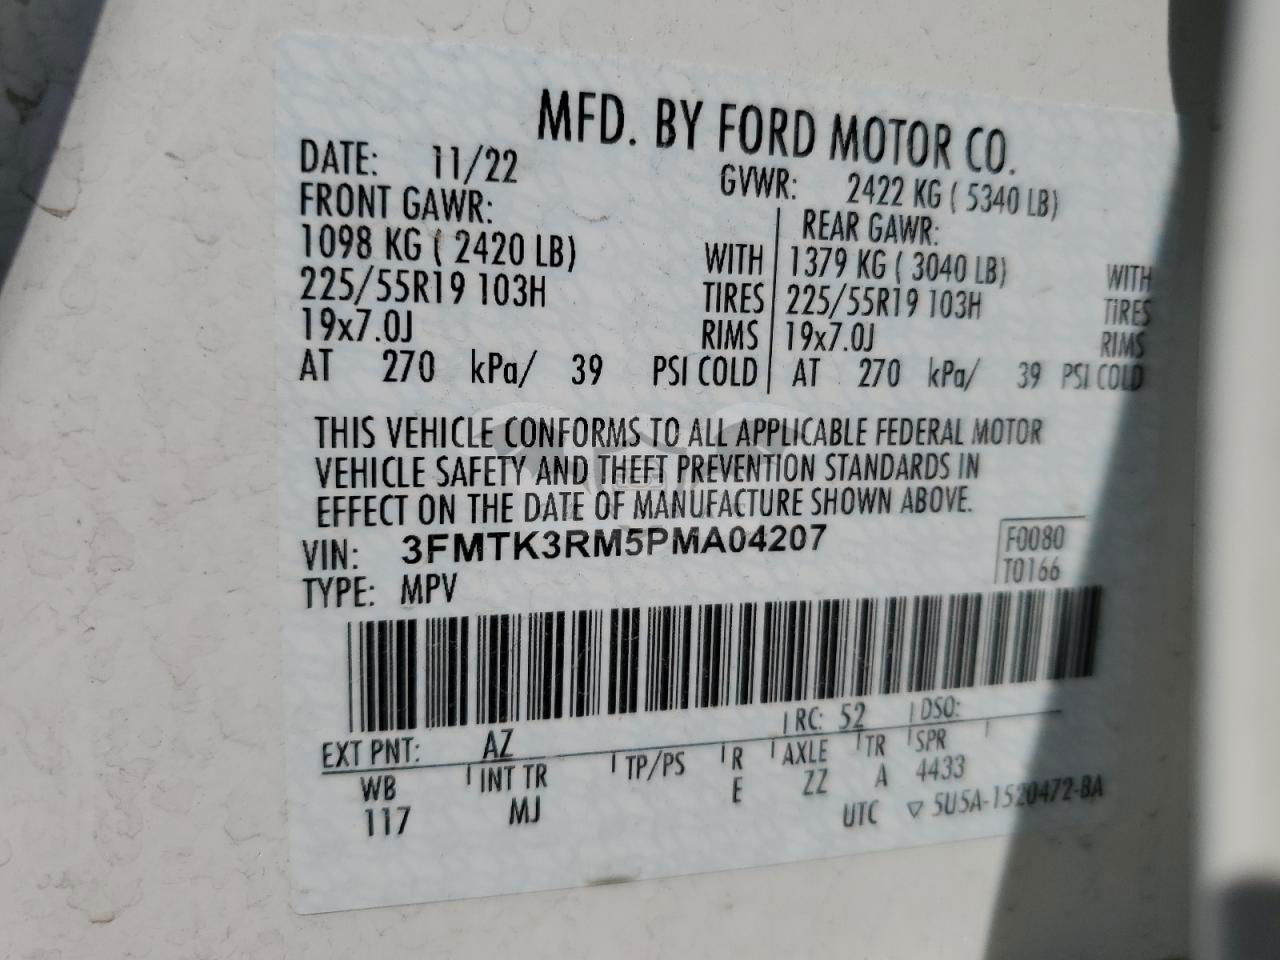 MFD. BY FORD MOTOR CO.
DATE: 11/22 GVWR: 2422 KG ( 5340 LB)
FRONT GAWR: REAR GAWR:
1098 KG ( 2420 LB) WITH 1379 KG ( 3040 LB) WITH
225/55R19 103H TIRES 225/55R19 103H TIRES
19x7.0J RIMS 19x7.0J RIMS
AT 270 kPa/ 39 PSI COLD AT 270 kPa/ 39 PSI COLD
THIS VEHICLE CONFORMS TO ALL APPLICABLE FEDERAL MOTOR
VEHICLE SAFETY AND THEFT PREVENTION STANDARDS IN
EFFECT ON THE DATE OF MANUFACTURE SHOWN ABOVE.
VIN: 3FMTK3RM5PMA04207 F0080
TYPE: MPV T0166
EXT PNT: AZ RC: 52 DSO:
WB INT TR TP/PS R AXLE TR SPR
117 MJ E ZZ A 4433
UTC ▽ 5U5A-1520472-BA